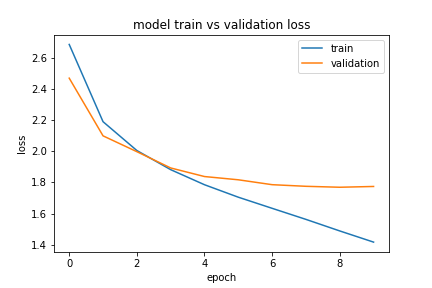 model train vs validation loss
train
validation
2.6
2.4
2.2
2.0
1.8
1.6
1.4
loss
0
2
4
6
8
epoch